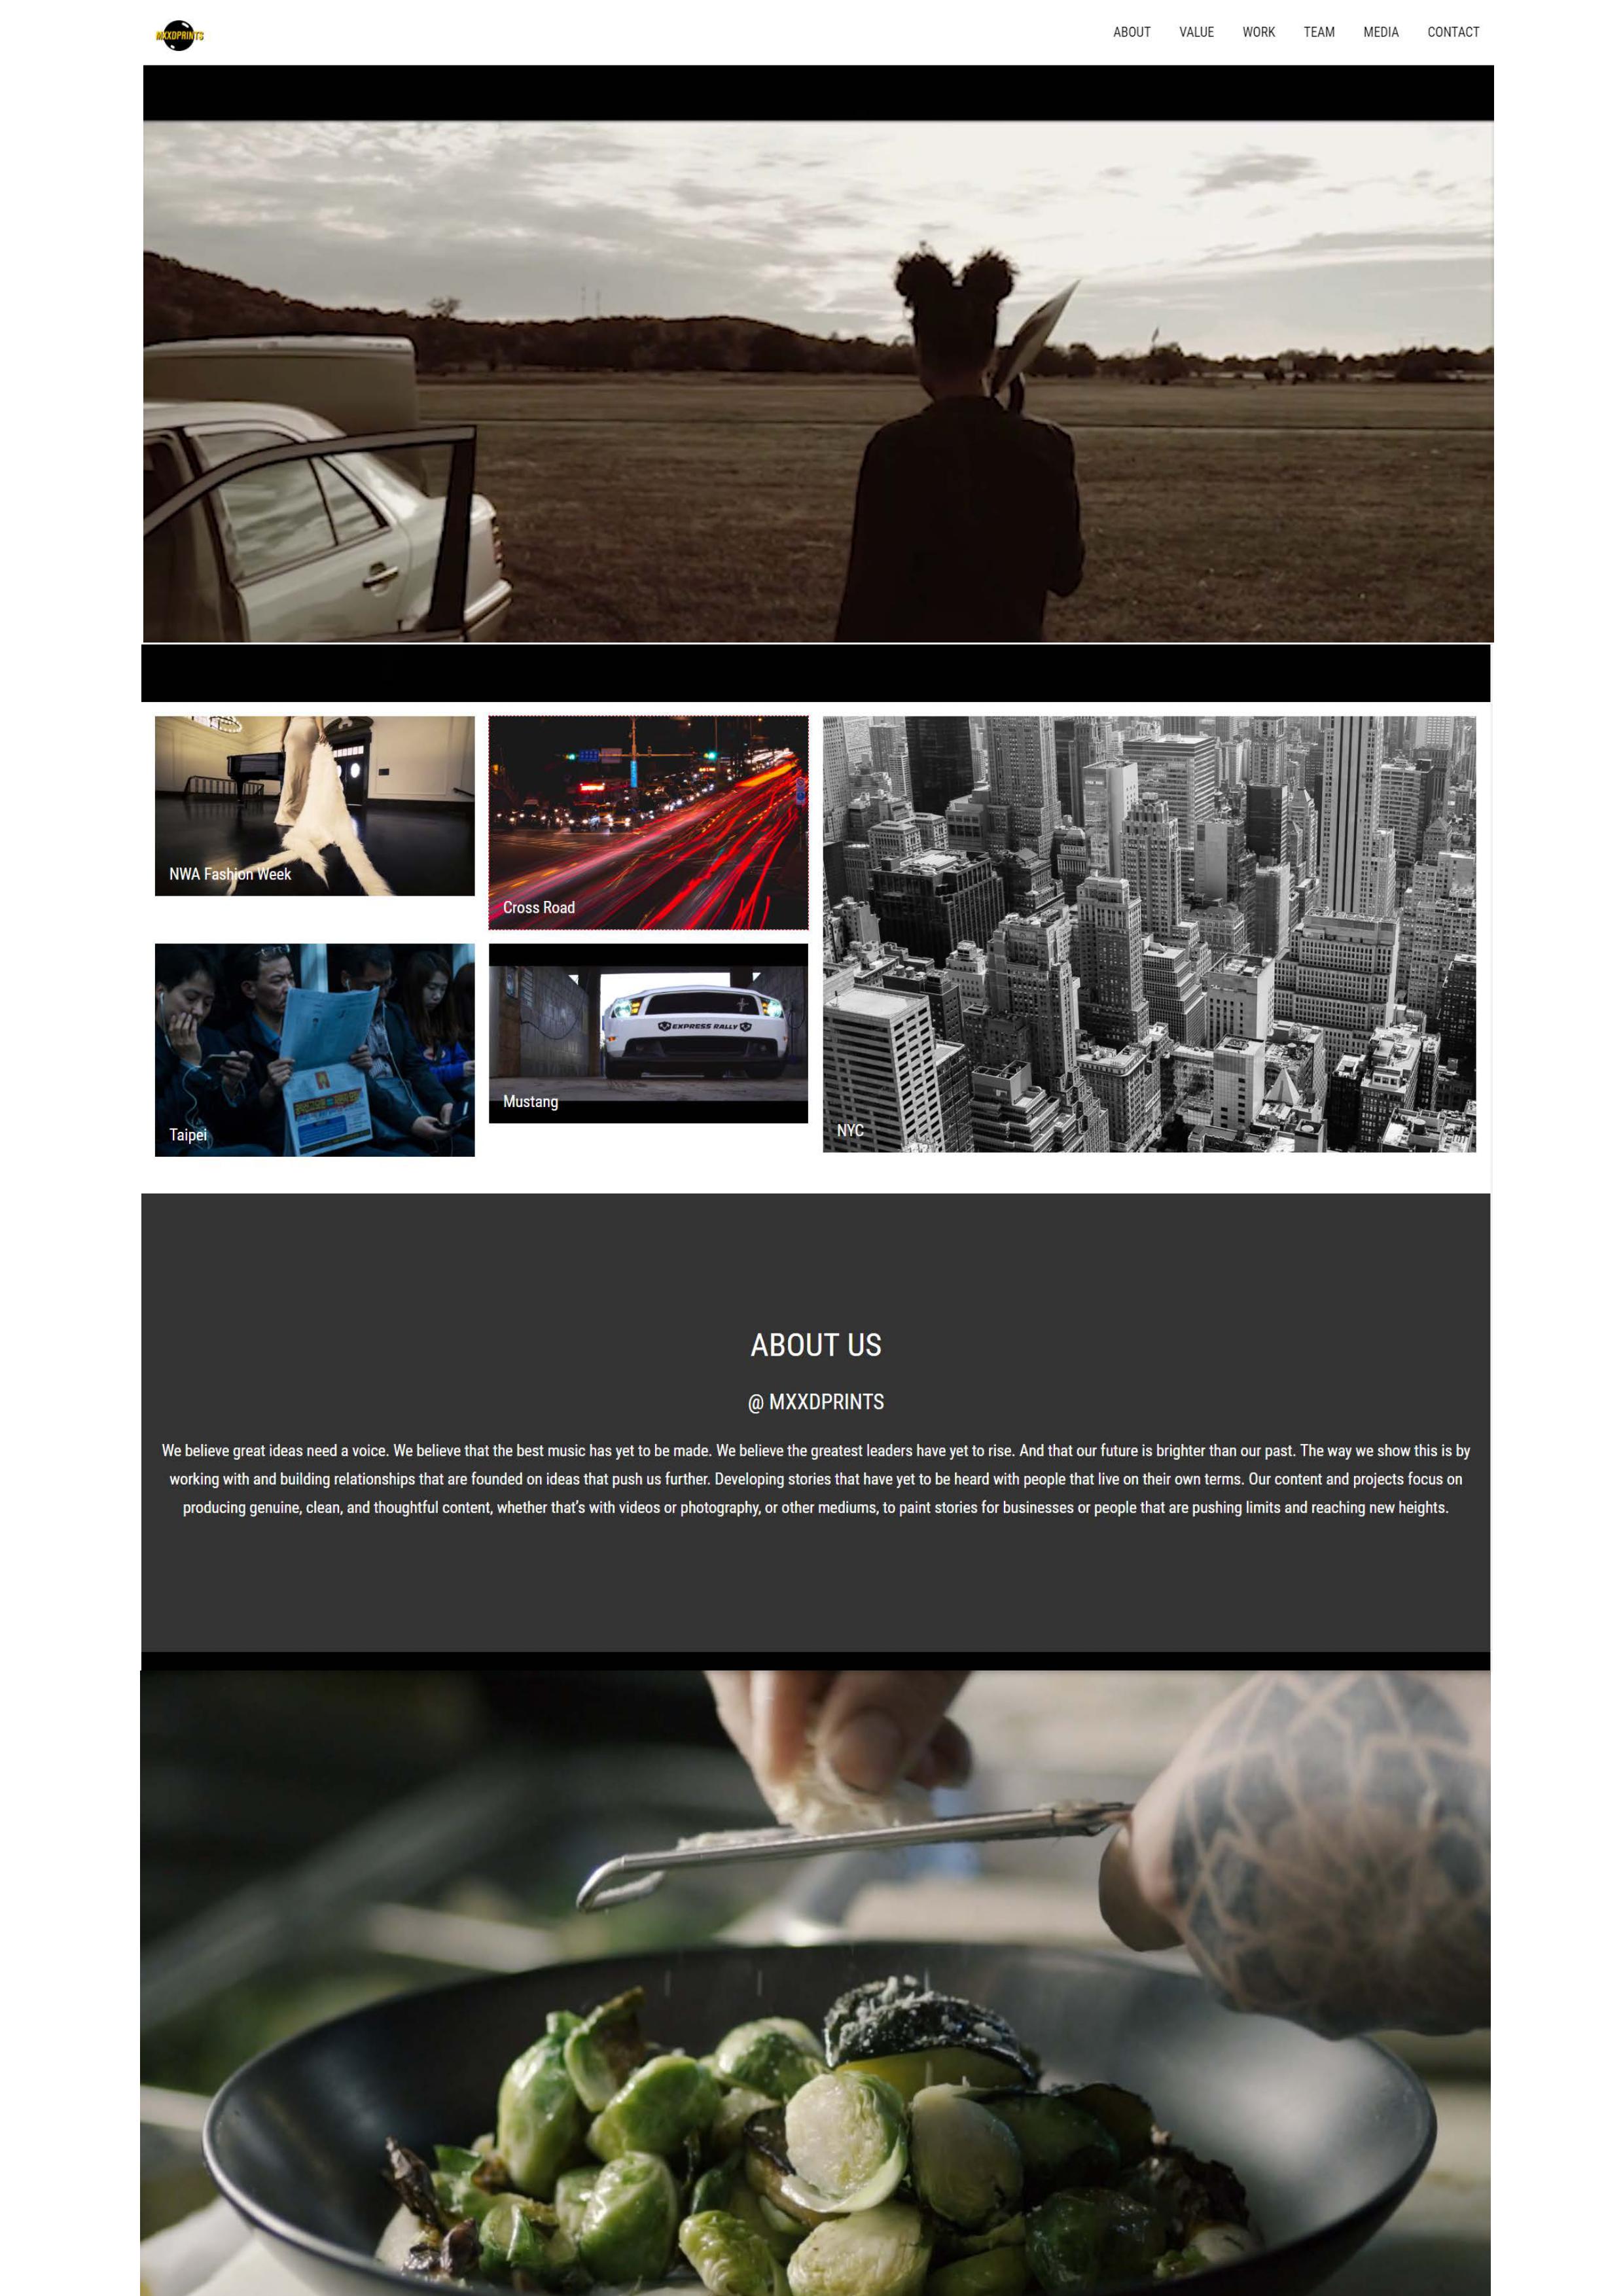 MXXDPRINTS
ABOUT VALUE WORK TEAM MEDIA CONTACT
NWA Fashion Week
Cross Road
EXPRESS RALLY
Mustang
Taipei
NYC
ABOUT US
@ MXXDPRINTS
We believe great ideas need a voice. We believe that the best music has yet to be made. We believe the greatest leaders have yet to rise. And that our future is brighter than our past. The way we show this is by
working with and building relationships that are founded on ideas that push us further. Developing stories that have yet to be heard with people that live on their own terms. Our content and projects focus on
producing genuine, clean, and thoughtful content, whether that’s with videos or photography, or other mediums, to paint stories for businesses or people that are pushing limits and reaching new heights.